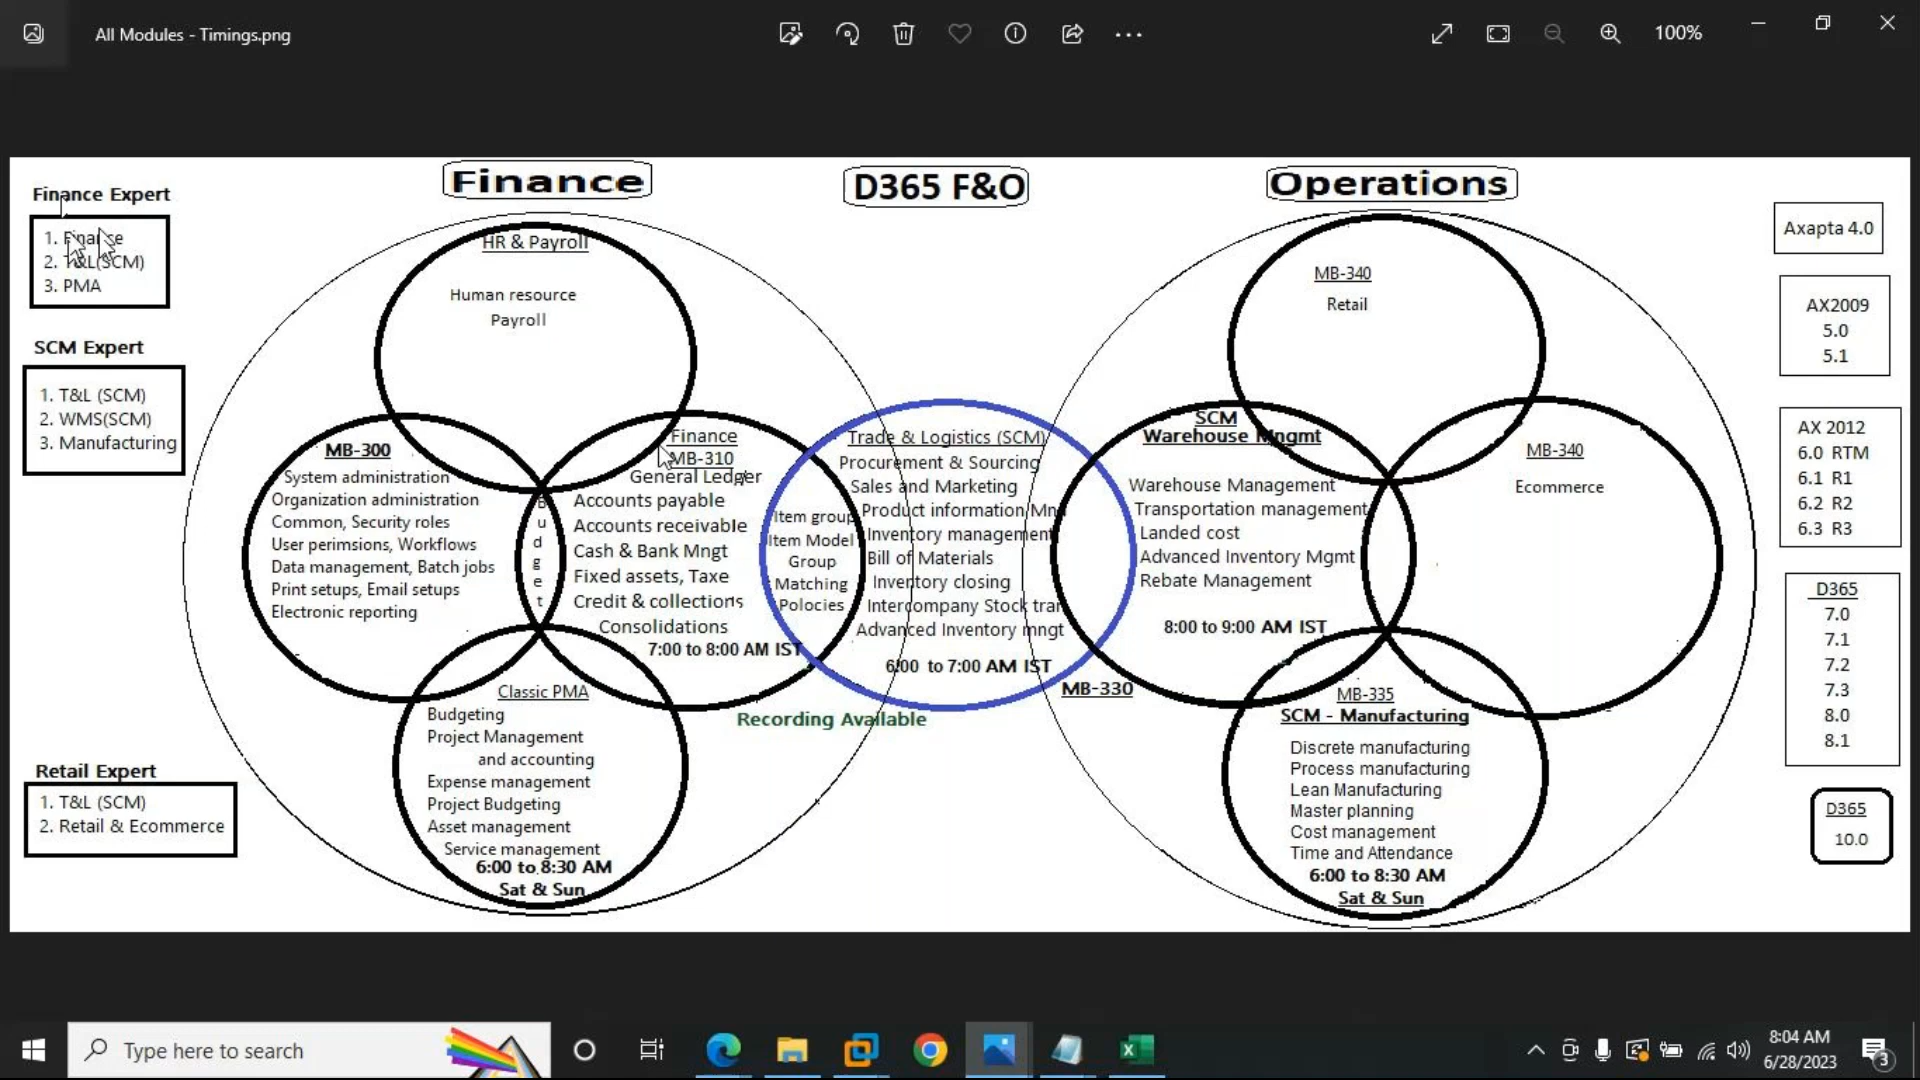 All Modules - Timings.png
100%
Finance
D365 F&O
Operations
Finance Expert
1. Finance
2. T&L(SCM)
3. PMA
SCM Expert
1. T&L (SCM)
2. WMS(SCM)
3. Manufacturing
Retail Expert
1. T&L (SCM)
2. Retail & Ecommerce
HR & Payroll
Human resource
Payroll
MB-300
System administration
Organization administration
Common, Security roles
User perimsions, Workflows
Data management, Batch jobs
Print setups, Email setups
Electronic reporting
Budget
Finance
MB-310
General Ledger
Accounts payable
Accounts receivable
Cash & Bank Mngt
Fixed assets, Taxe
Credit & collections
Consolidations
7:00 to 8:00 AM IST
Classic PMA
Budgeting
Project Management
and accounting
Expense management
Project Budgeting
Asset management
Service management
6:00 to 8:30 AM
Sat & Sun
Item group
Item Model
Group
Matching
Polocies
Trade & Logistics (SCM)
Procurement & Sourcing
Sales and Marketing
Product information Mn
Inventory management
Bill of Materials
Inventory closing
Intercompany Stock tran
Advanced Inventory mngt
6:00 to 7:00 AM IST
MB-330
Recording Available
MB-340
Retail
SCM
Warehouse Mngmt
Warehouse Management
Transportation management
Landed cost
Advanced Inventory Mgmt
Rebate Management
8:00 to 9:00 AM IST
MB-340
Ecommerce
MB-335
SCM - Manufacturing
Discrete manufacturing
Process manufacturing
Lean Manufacturing
Master planning
Cost management
Time and Attendance
6:00 to 8:30 AM
Sat & Sun
Axapta 4.0
AX2009
5.0
5.1
AX 2012
6.0 RTM
6.1 R1
6.2 R2
6.3 R3
D365
7.0
7.1
7.2
7.3
8.0
8.1
D365
10.0
Type here to search
8:04 AM
6/28/2023
3